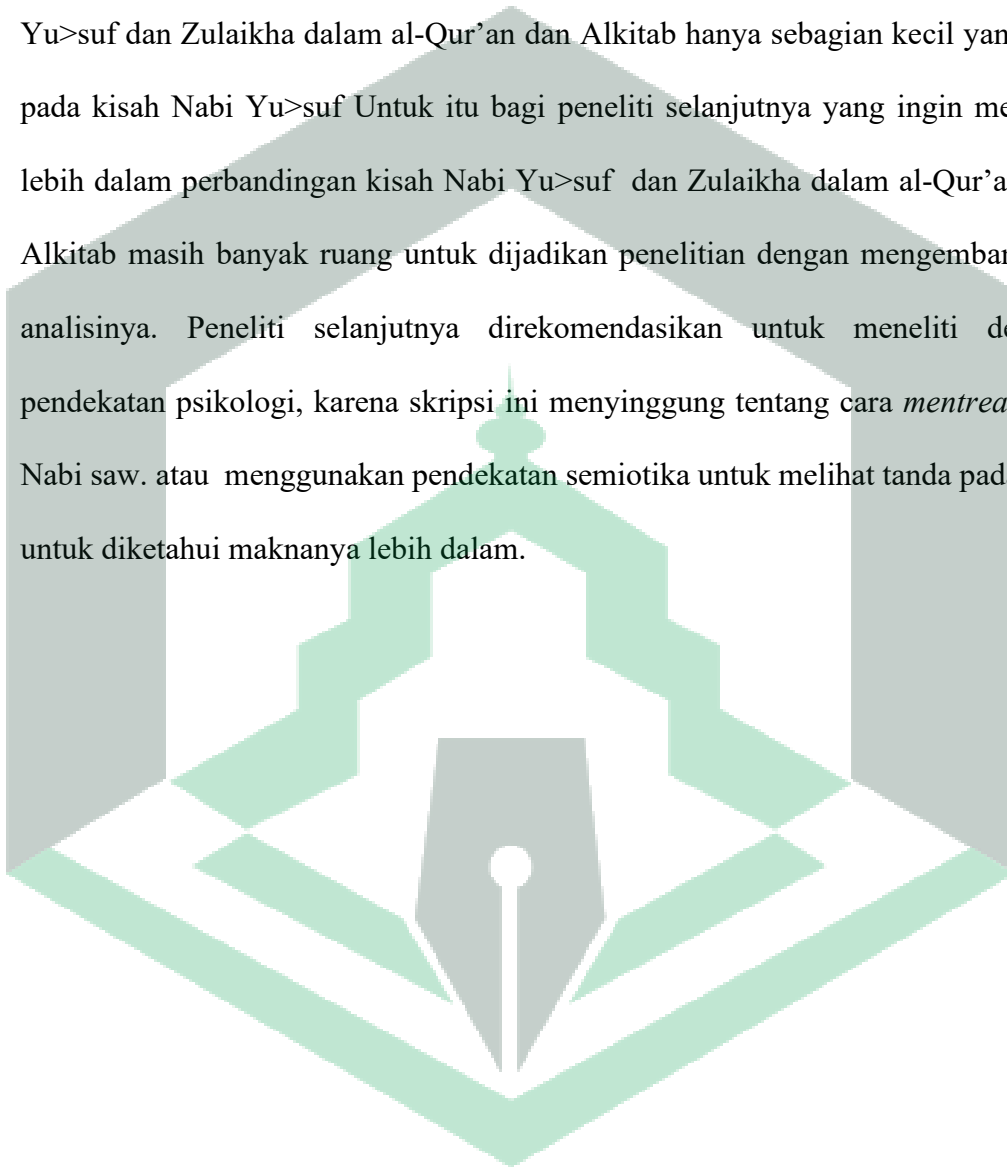 Yu>suf dan Zulaikha dalam al-Qur’an dan Alkitab hanya sebagian kecil yan
pada kisah Nabi Yu>suf Untuk itu bagi peneliti selanjutnya yang ingin me
lebih dalam perbandingan kisah Nabi Yu>suf  dan Zulaikha dalam al-Qur’a
Alkitab masih banyak ruang untuk dijadikan penelitian dengan mengemban
analisinya. Peneliti selanjutnya direkomendasikan untuk meneliti de
pendekatan psikologi, karena skripsi ini menyinggung tentang cara mentrea
Nabi saw. atau  menggunakan pendekatan semiotika untuk melihat tanda pada
untuk diketahui maknanya lebih dalam.